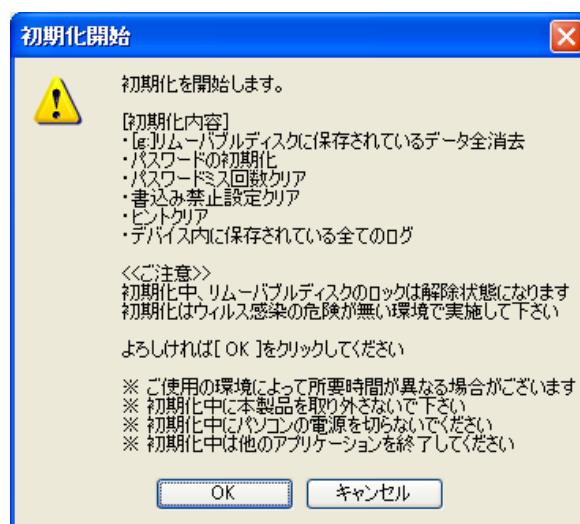 初期化開始
初期化を開始します。
[初期化内容]
・[g:]リムーバブルディスクに保存されているデータ全消去
・パスワードの初期化
・パスワードミス回数クリア
・書込み禁止設定クリア
・ヒントクリア
・デバイス内に保存されている全てのログ
<<ご注意>>
初期化中、リムーバブルディスクのロックは解除状態になります
初期化はウィルス感染の危険が無い環境で実施して下さい
よろしければ[ OK ]をクリックしてください
※ ご使用の環境によって所要時間が異なる場合がございます
※ 初期化中に本製品を取り外さないで下さい
※ 初期化中にパソコンの電源を切らないでください
※ 初期化中は他のアプリケーションを終了してください
OK キャンセル